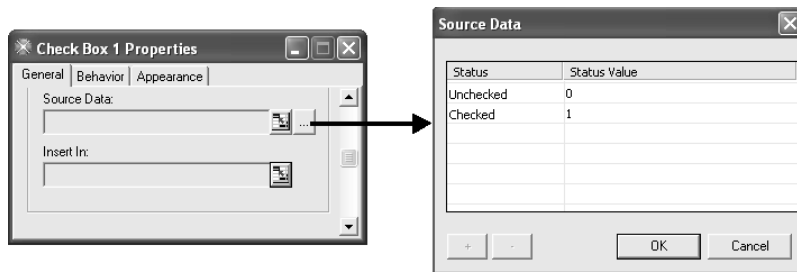 Check Box 1 Properties
General Behavior Appearance
Source Data:
...
Insert In:
Source Data
Status Status Value
Unchecked 0
Checked 1
+ -
OK Cancel